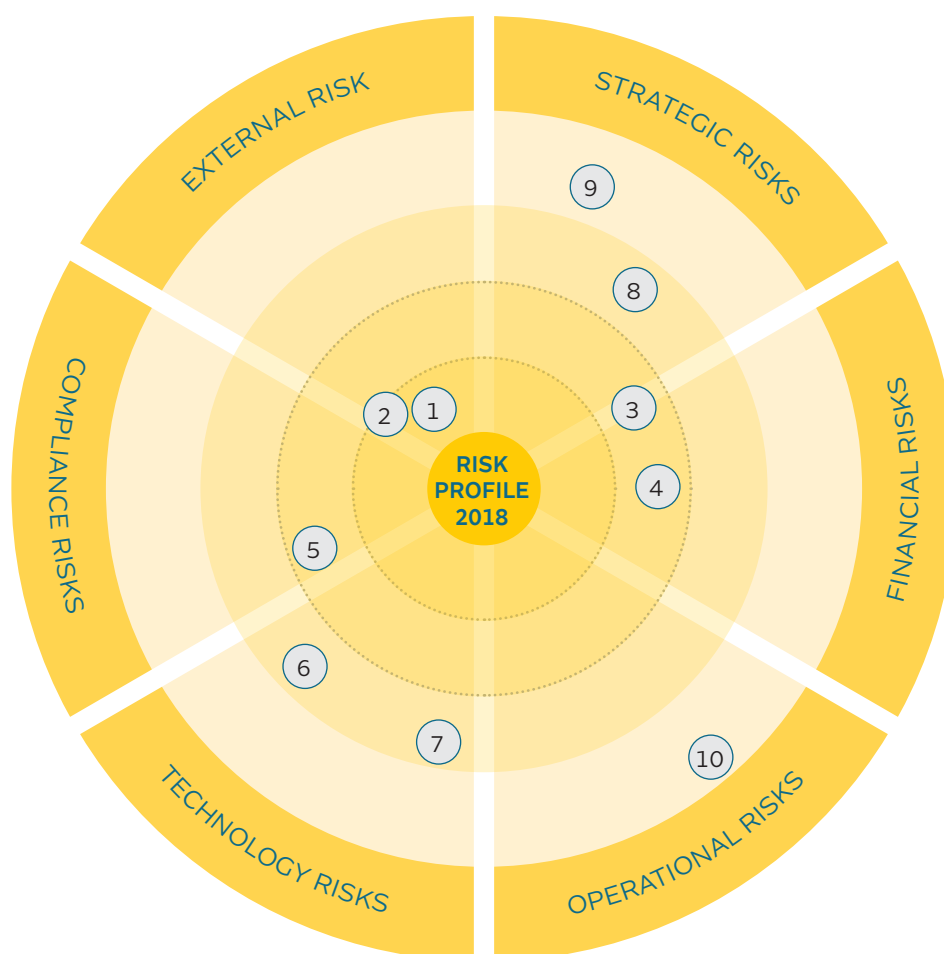 EXTERNAL RISK
STRATEGIC RISKS
9
8
COMPLIANCE RISKS
FINANCIAL RISKS
2
1
3
RISK
PROFILE
2018
4
5
6
7
10
TECHNOLOGY RISKS
OPERATIONAL RISKS